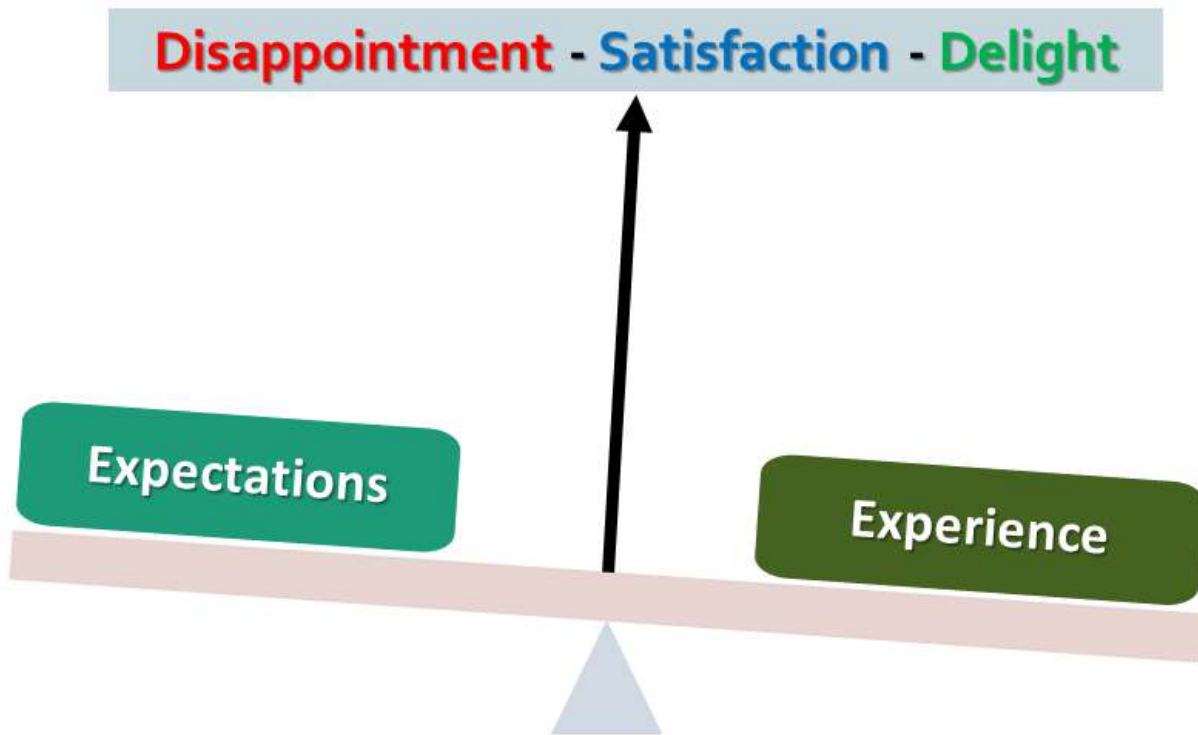 Disappointment - Satisfaction - Delight
Expectations
Experience